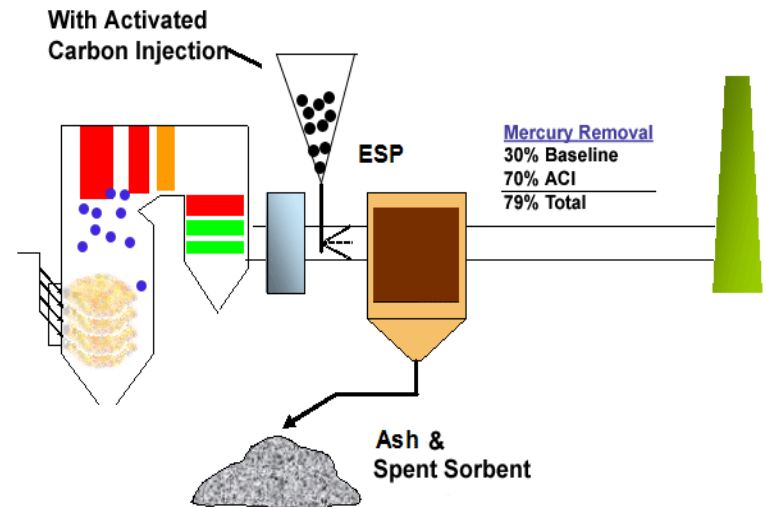 With Activated
Carbon Injection
ESP
Mercury Removal
30% Baseline
70% ACI
79% Total
Ash &
Spent Sorbent